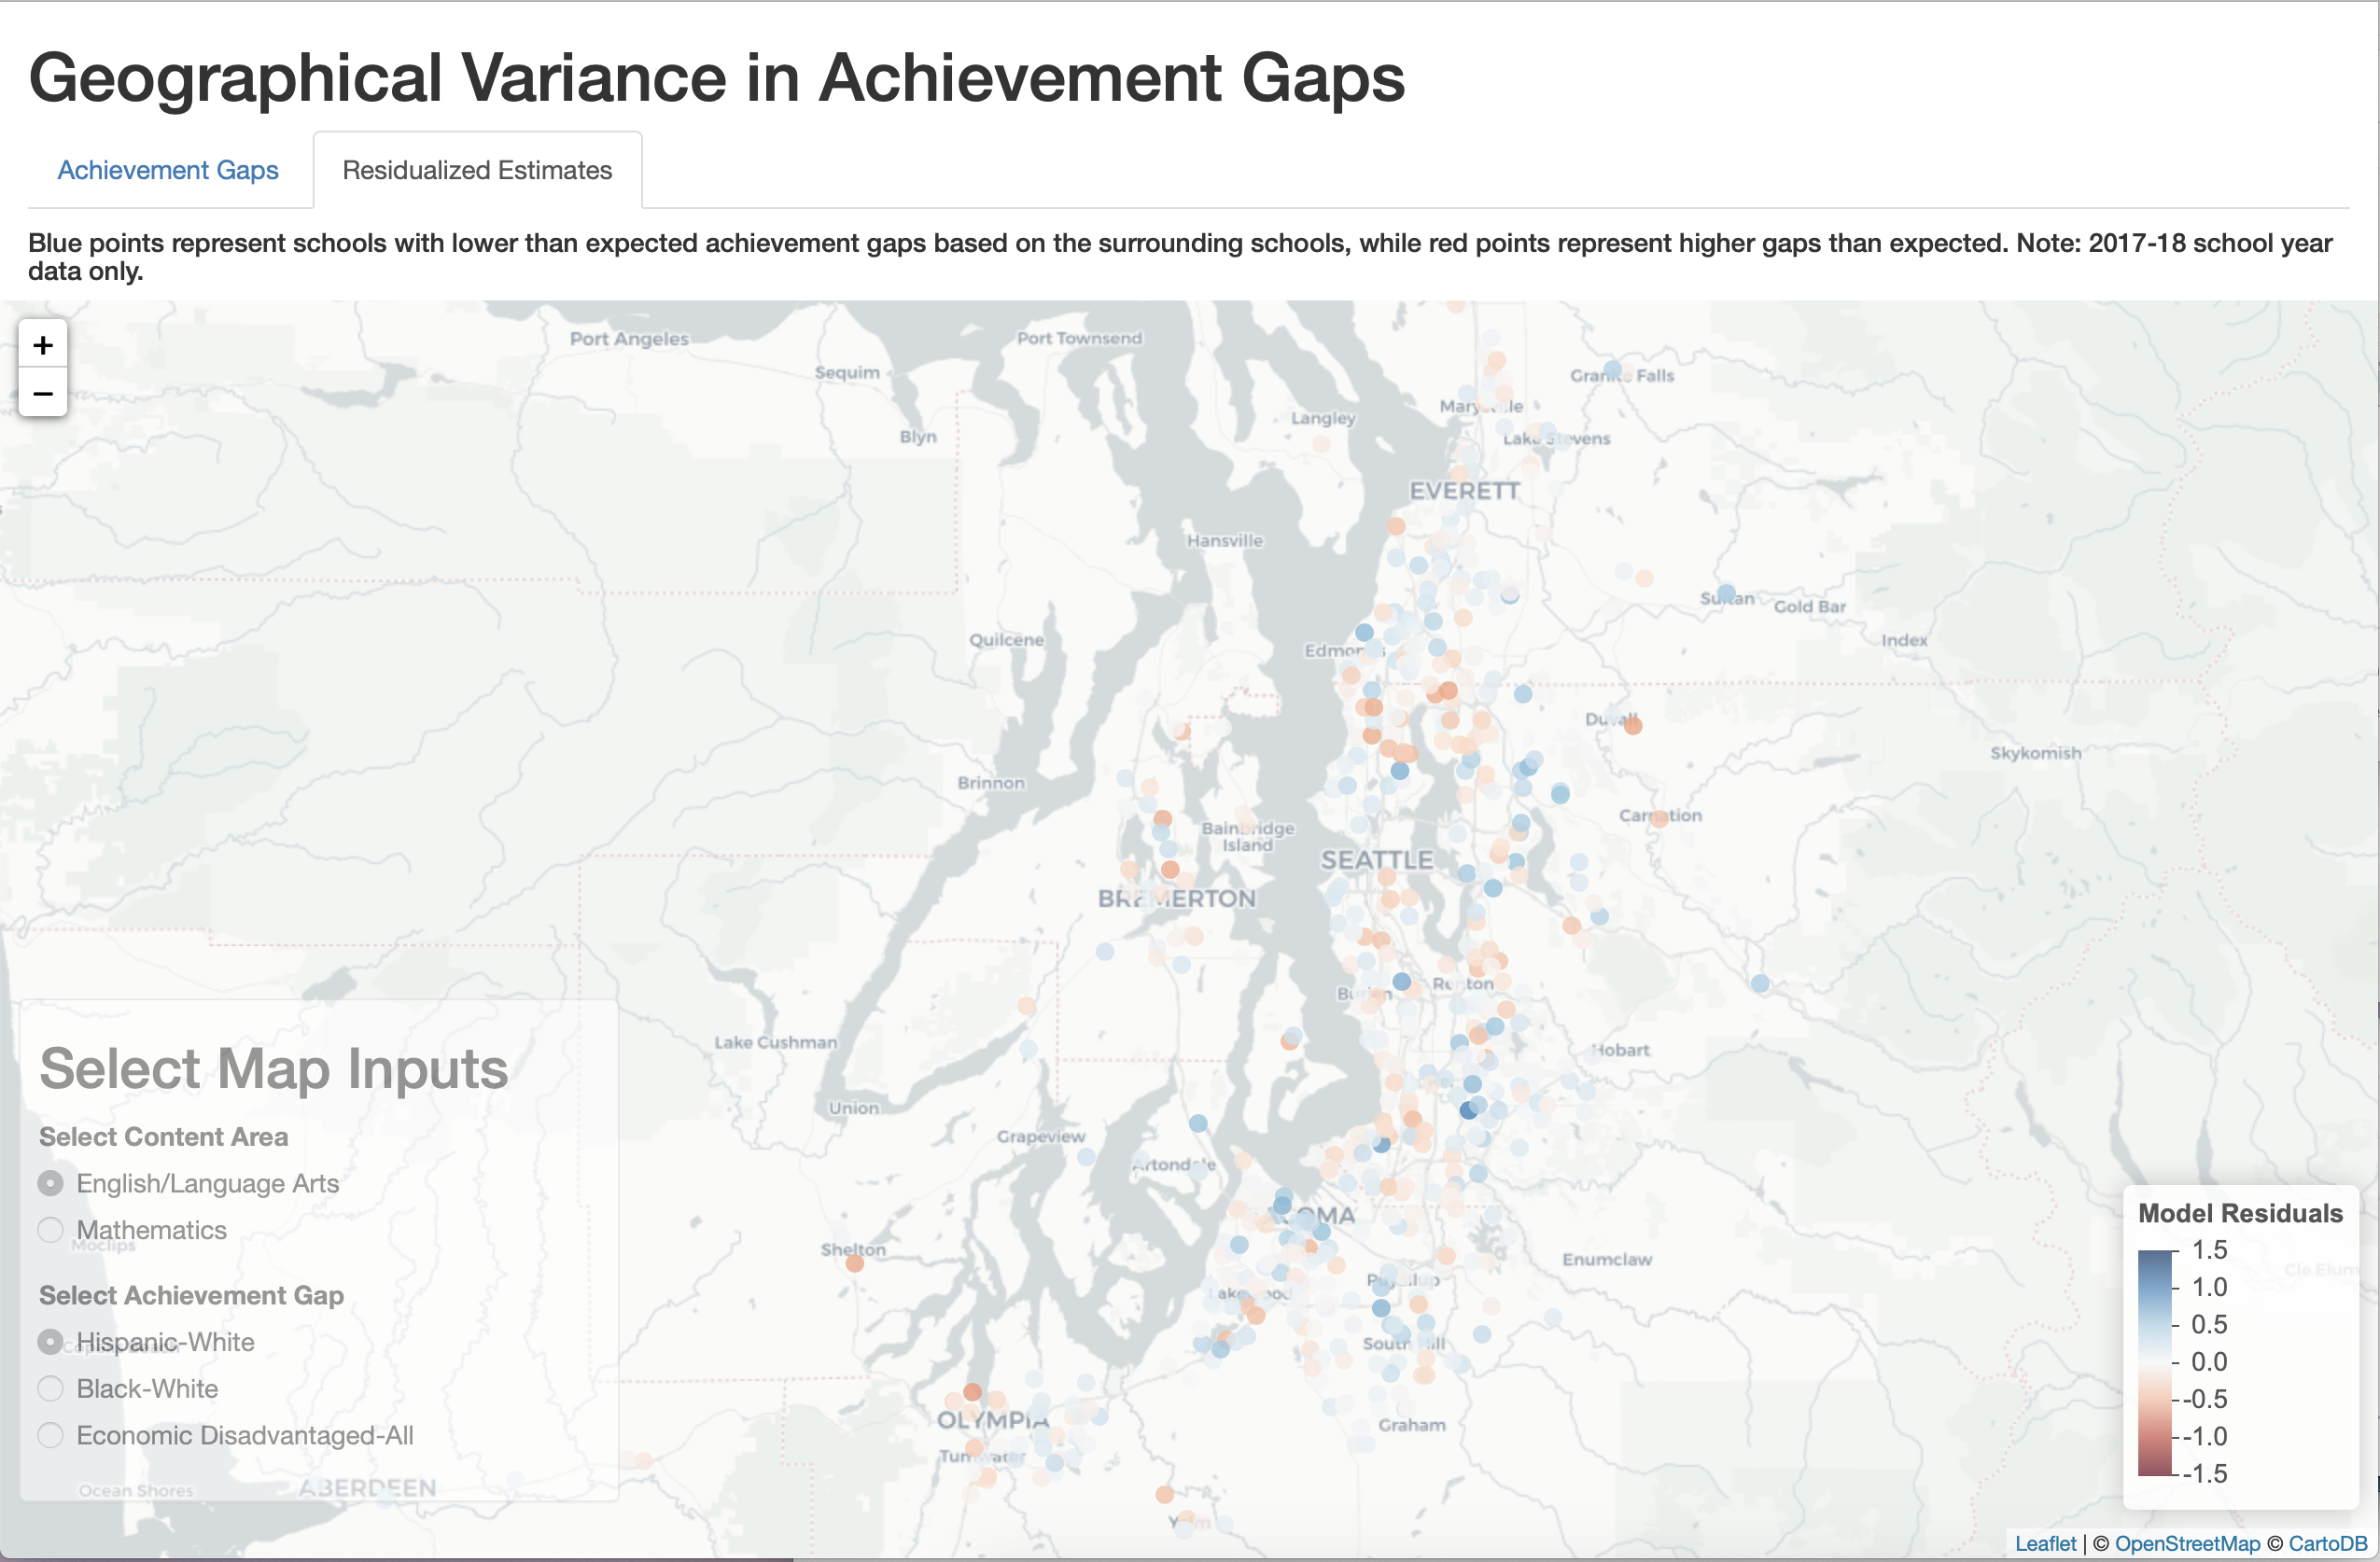 Geographical Variance in Achievement Gaps
Achievement Gaps
Residualized Estimates
Blue points represent schools with lower than expected achievement gaps based on the surrounding schools, while red points represent higher gaps than expected. Note: 2017-18 school year
data only.
+
−
Port Angeles
Port Townsend
Sequim
Granite Falls
Marysville
Langley
Blyn
Lake Stevens
EVERETT
Hansville
Sultan
Gold Bar
Quilcene
Edmonds
Index
Duvall
Skykomish
Brinnon
Carnation
Bainbridge
Island
SEATTLE
BREMERTON
Renton
Burien
Lake Cushman
Hobart
Select Map Inputs
Union
Grapeview
Select Content Area
Artondale
English/Language Arts
Mathematics
Moclips
TACOMA
Model Residuals
Shelton
1.5
Enumclaw
Cle Elum
Puyallup
1.0
Select Achievement Gap
Lakewood
0.5
Hispanic-White
South Hill
0.0
Black-White
-0.5
OLYMPIA
Graham
Economic Disadvantaged-All
-1.0
Tumwater
-1.5
Ocean Shores
ABERDEEN
Yelm
Leaflet | © OpenStreetMap © CartoDB